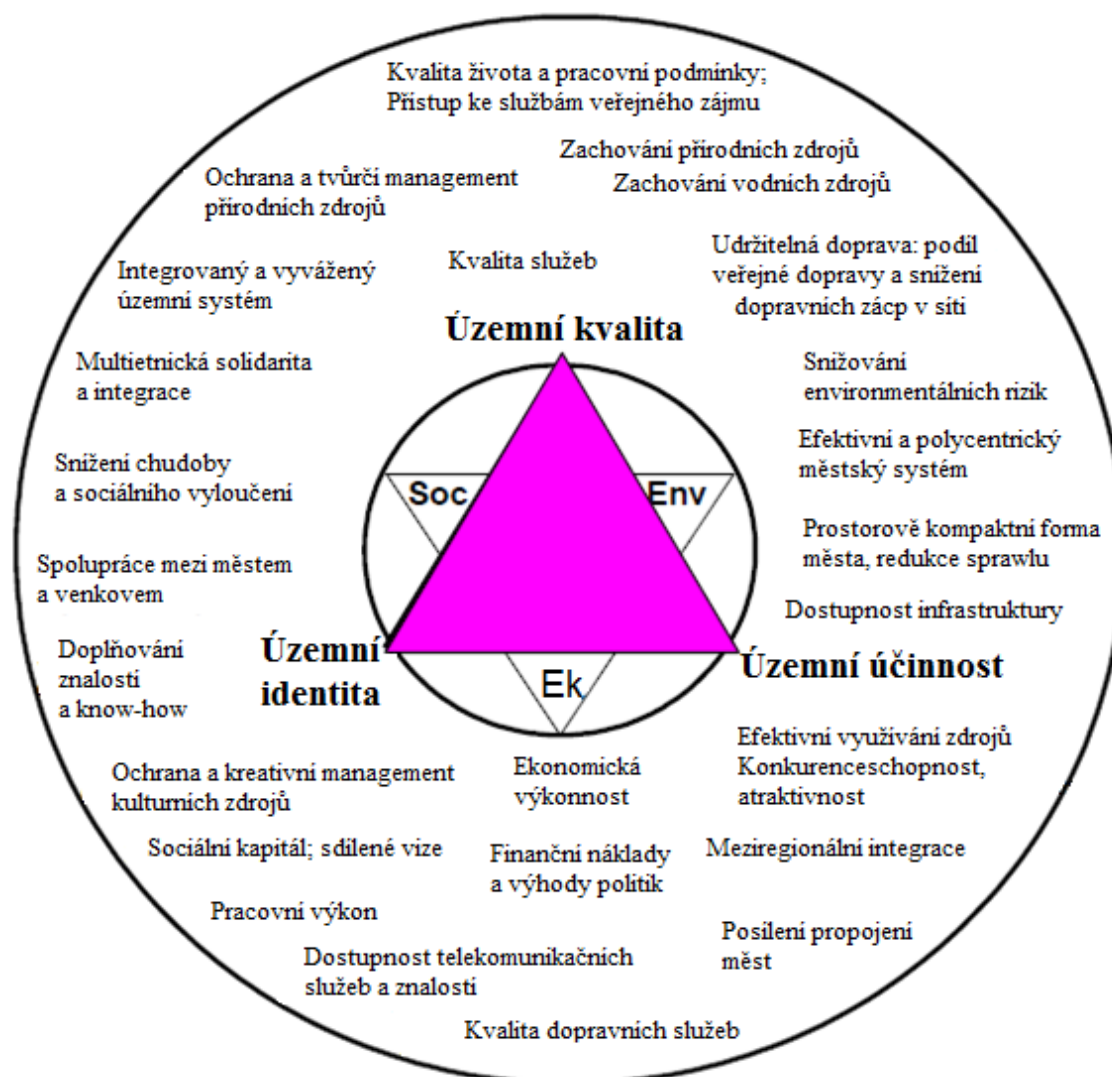 Kvalita života a pracovní podmínky;
Přístup ke službám veřejného zájmu
Zachování přírodních zdrojů
Zachování vodních zdrojů
Ochrana a tvůrčí management
přírodních zdrojů
Udržitelná doprava: podíl
veřejné dopravy a snížení
dopravních zácp v síti
Kvalita služeb
Integrovaný a vyvážený
územní systém
Územní kvalita
Multietnická solidarita
a integrace
Snižování
environmentálních rizik
Efektivní a polycentrický
městský systém
Snížení chudoby
a sociálního vyloučení
Soc
Env
Prostorově kompaktní forma
města, redukce sprawlu
Spolupráce mezi městem
a venkovem
Dostupnost infrastruktury
Doplňování
znalostí
a know-how
Územní
identita
Územní účinnost
Ek
Efektivní využívání zdrojů
Konkurenceschopnost,
atraktivnost
Ekonomická
výkonnost
Ochrana a kreativní management
kulturních zdrojů
Sociální kapitál; sdílené vize
Finanční náklady
a výhody politik
Meziregionální integrace
Pracovní výkon
Posílení propojení
měst
Dostupnost telekomunikačních
služeb a znalostí
Kvalita dopravních služeb